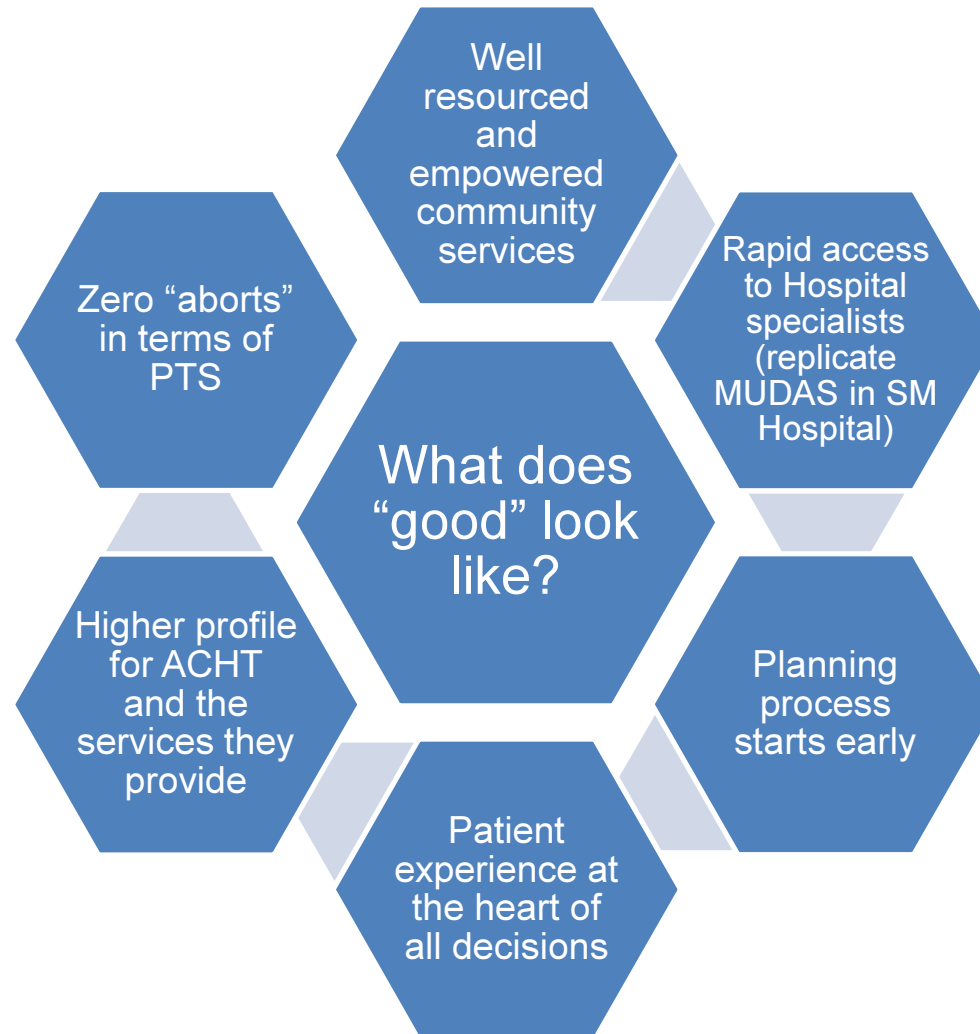 Well
resourced
and
empowered
community
services
Rapid access
to Hospital
specialists
(replicate
MUDAS in SM
Hospital)
Planning
process
starts early
Patient
experience at
the heart of
all decisions
Higher profile
for ACHT
and the
services they
provide
Zero “aborts”
in terms of
PTS
What does
“good” look
like?